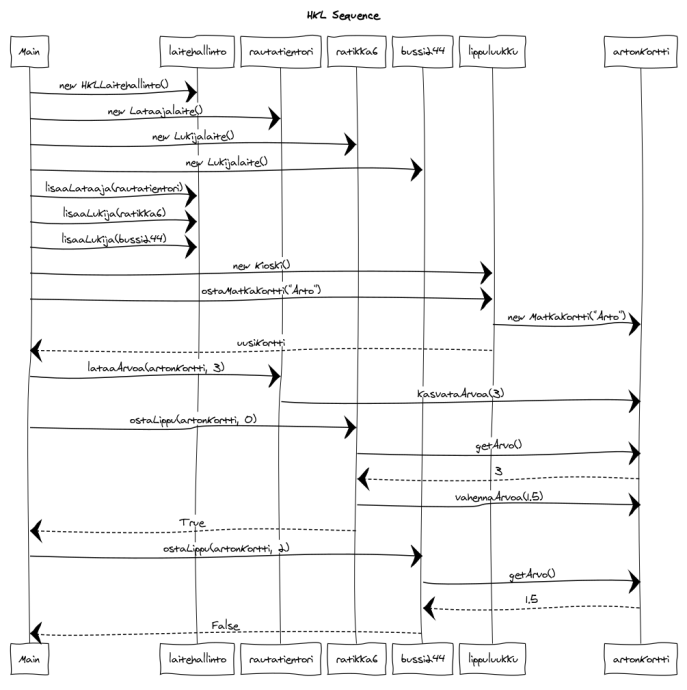 HKL Sequence
Main laitehallinto rautatientori ratikka6 bussi244 lippuluukku artonkortti
new HKLLaitehallinto()
new Lataajalaite()
new Lukijalaite()
new Lukijalaite()
lisaaLataaja(rautatientori)
lisaaLukija(ratikka6)
lisaaLukija(bussi244)
new Kioski()
ostaMatkakortti("Arto")
new Matkakortti("Arto")
uusiKortti
lataaArvoa(artonKortti, 3)
kasvataArvoa(3)
ostaLippu(artonKortti, 0)
getArvo()
3
vahennaArvoa(1.5)
True
ostaLippu(artonKortti, 2)
getArvo()
1.5
False
Main laitehallinto rautatientori ratikka6 bussi244 lippuluukku artonkortti